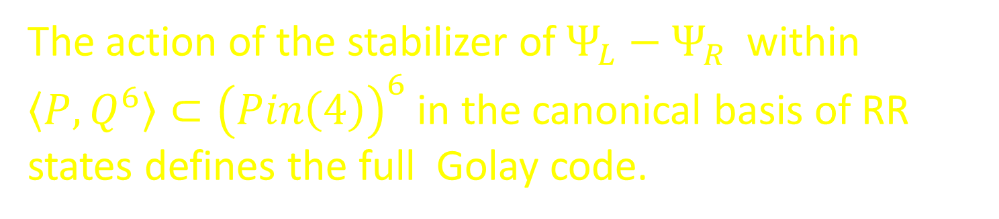 The action of the stabilizer of Ψ_L − Ψ_R within
⟨P, Q⁶⟩ ⊂ (Pin(4))⁶ in the canonical basis of RR
states defines the full Golay code.